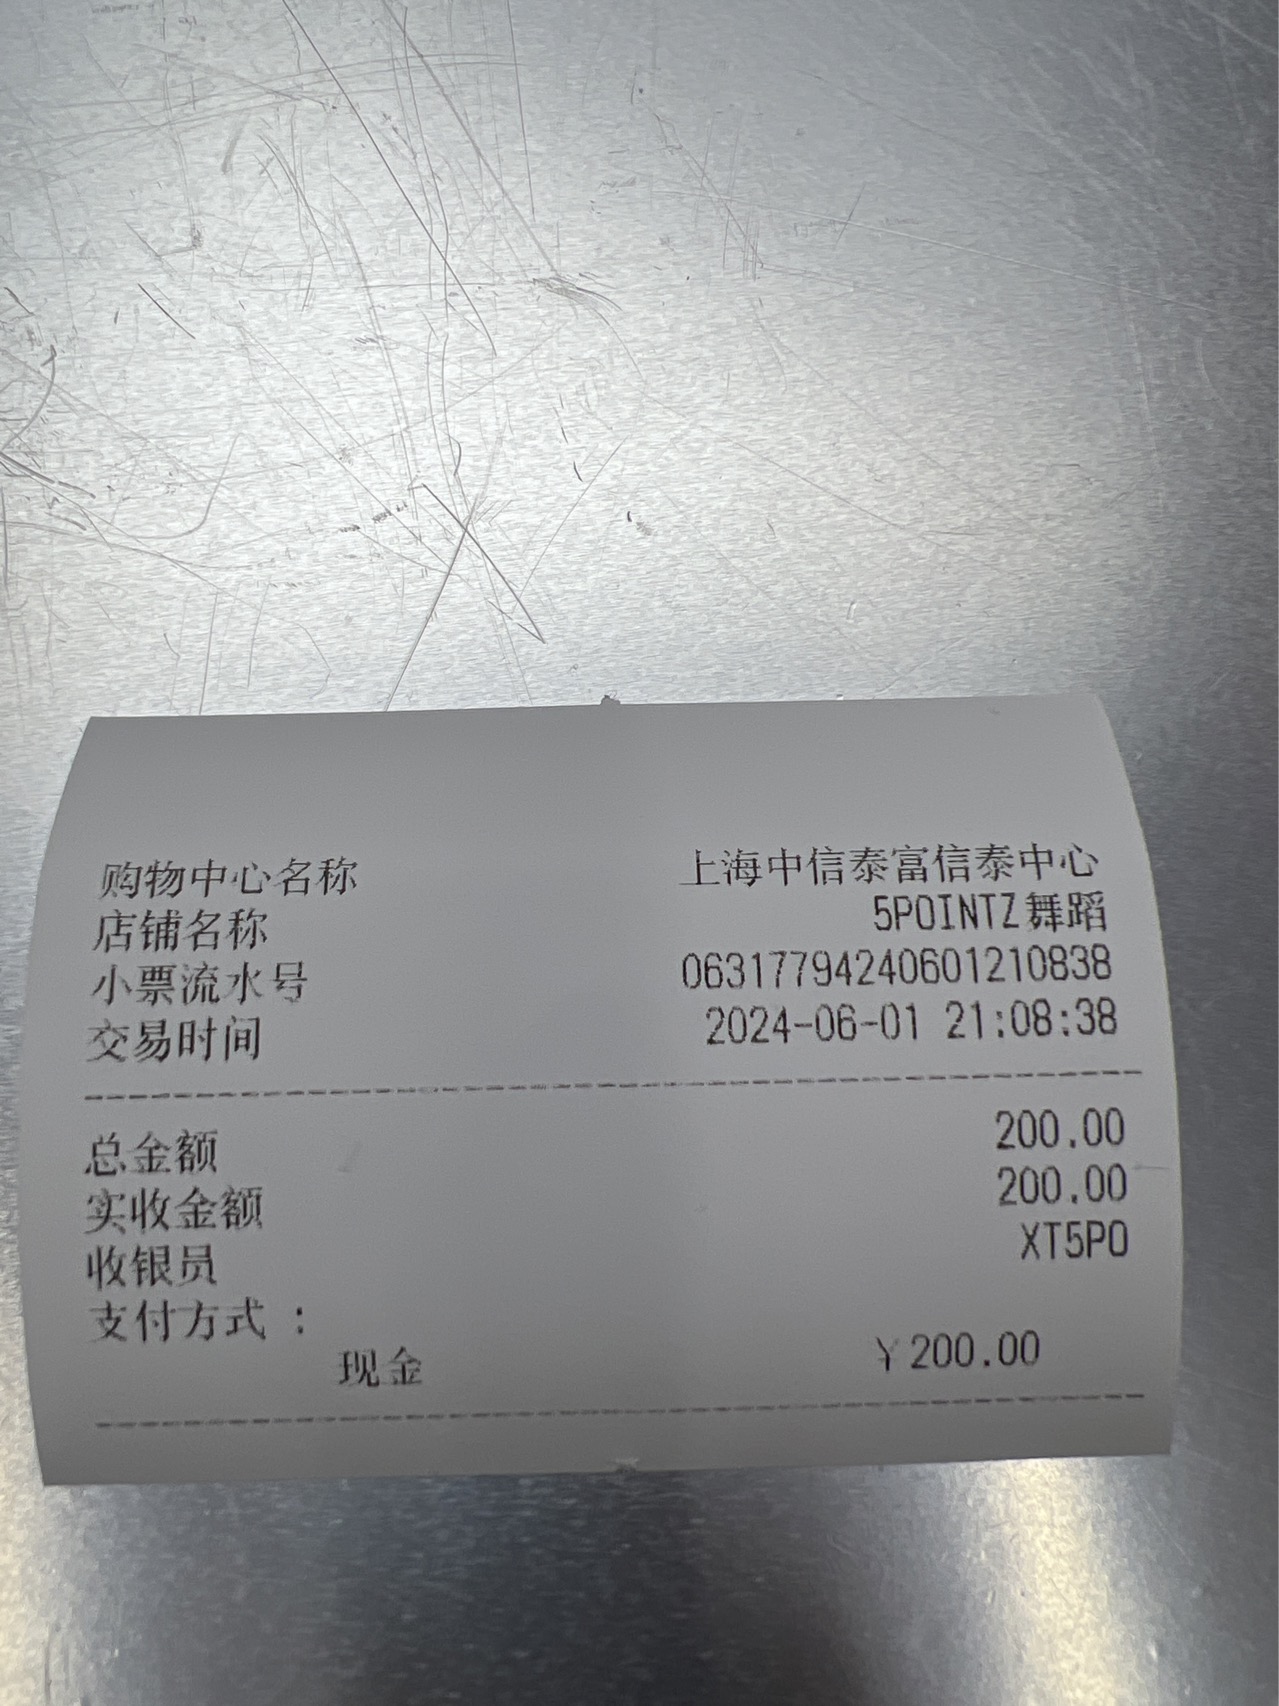 购物中心名称 上海中信泰富信泰中心
店铺名称 5POINTZ舞蹈
小票流水号 06317794240601210838
交易时间 2024-06-01 21:08:38
总金额 200.00
实收金额 200.00
收银员 XT5PO
支付方式：
现金 ¥200.00